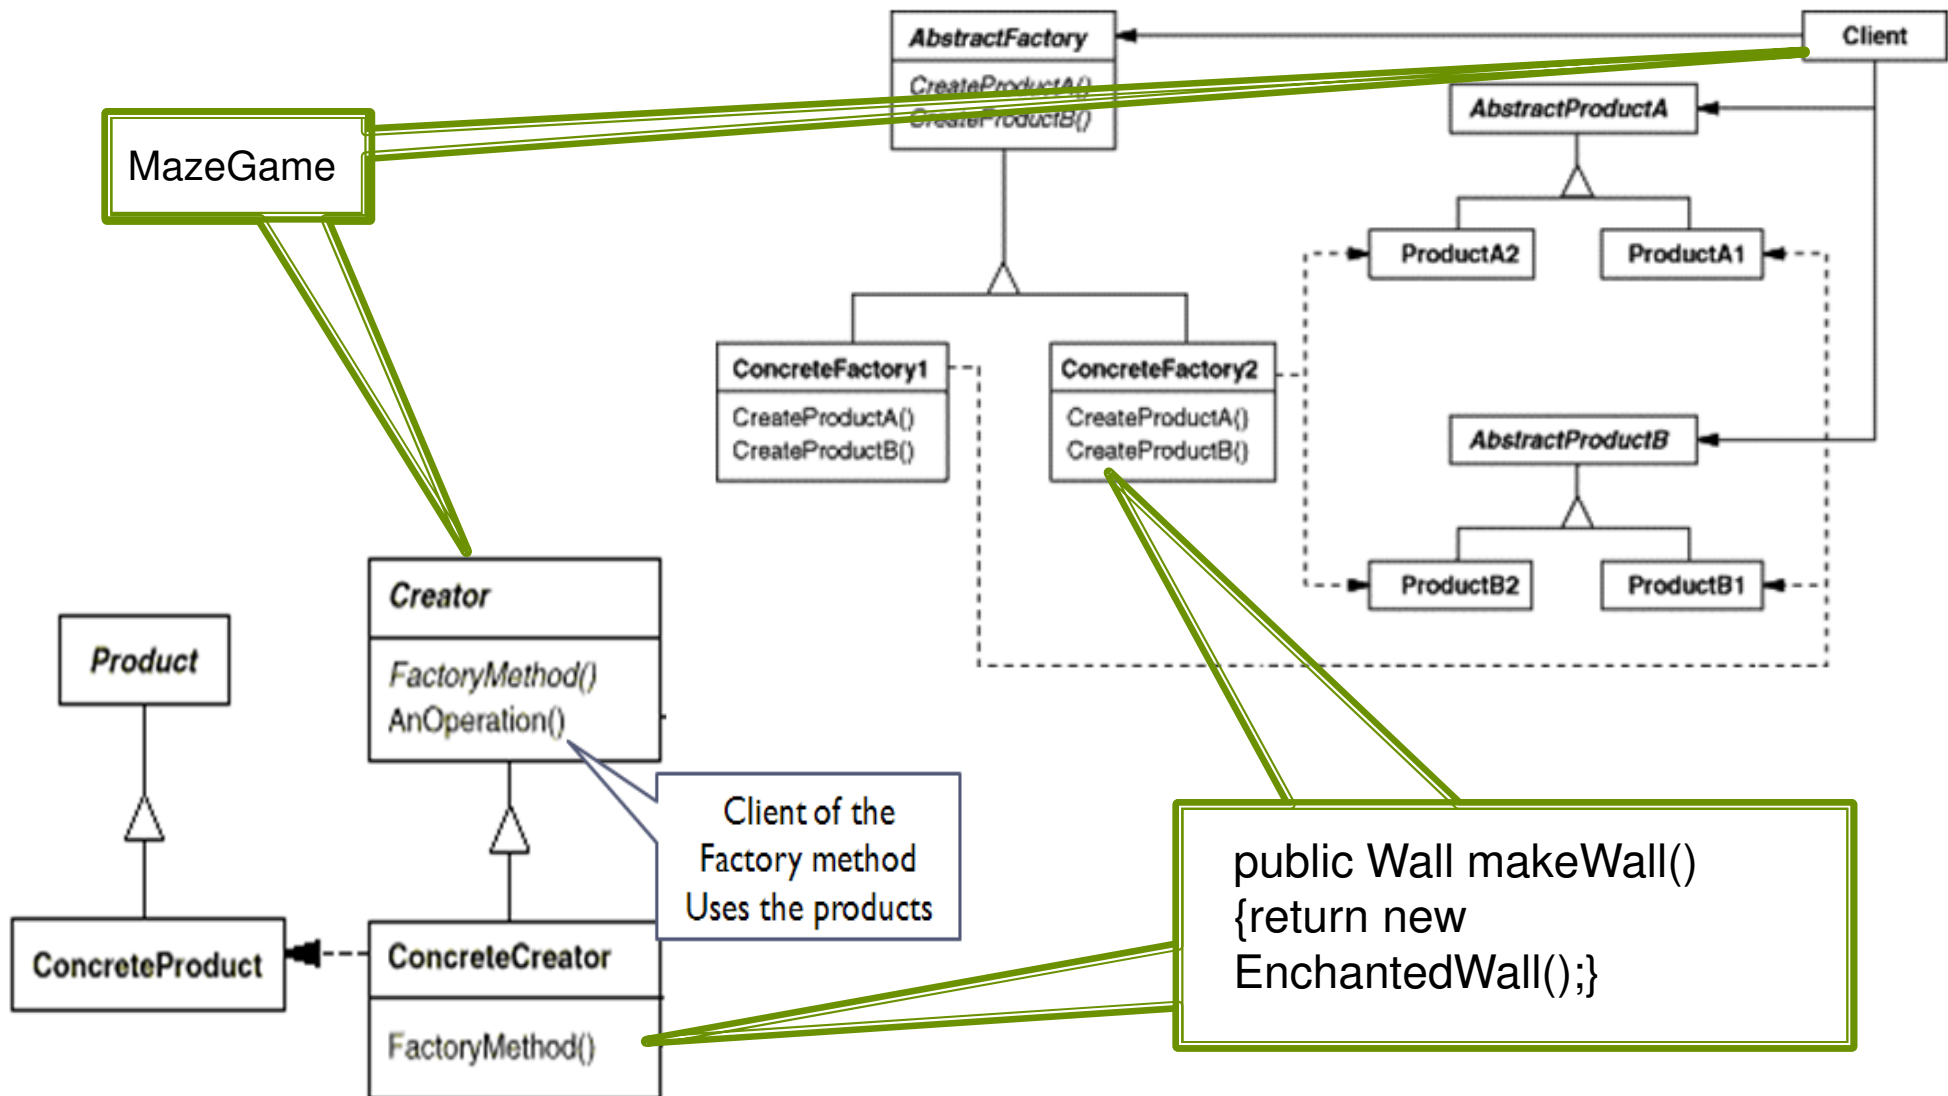 AbstractFactory
CreateProductA()
CreateProductB()
Client
AbstractProductA
MazeGame
ProductA2
ProductA1
ConcreteFactory1
CreateProductA()
CreateProductB()
ConcreteFactory2
CreateProductA()
CreateProductB()
AbstractProductB
ProductB2
ProductB1
Creator
FactoryMethod()
AnOperation()
Product
Client of the
Factory method
Uses the products
ConcreteProduct
ConcreteCreator
FactoryMethod()
public Wall makeWall()
{return new
EnchantedWall();}